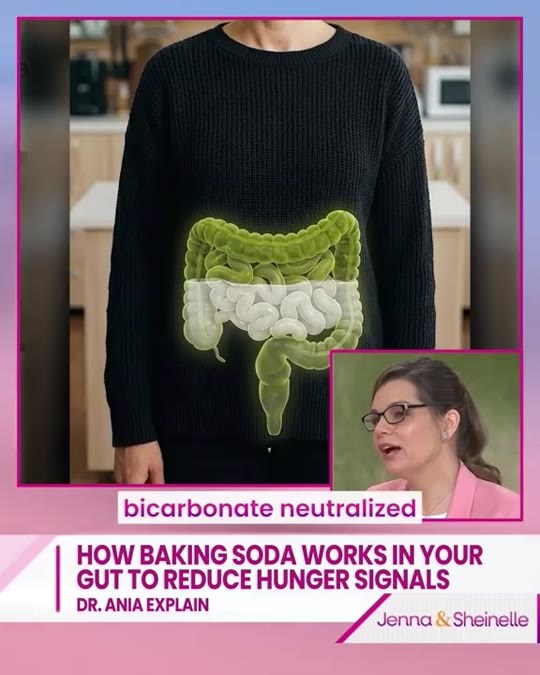 bicarbonate neutralized
HOW BAKING SODA WORKS IN YOUR
GUT TO REDUCE HUNGER SIGNALS
DR. ANIA EXPLAIN
Jenna & Sheinelle